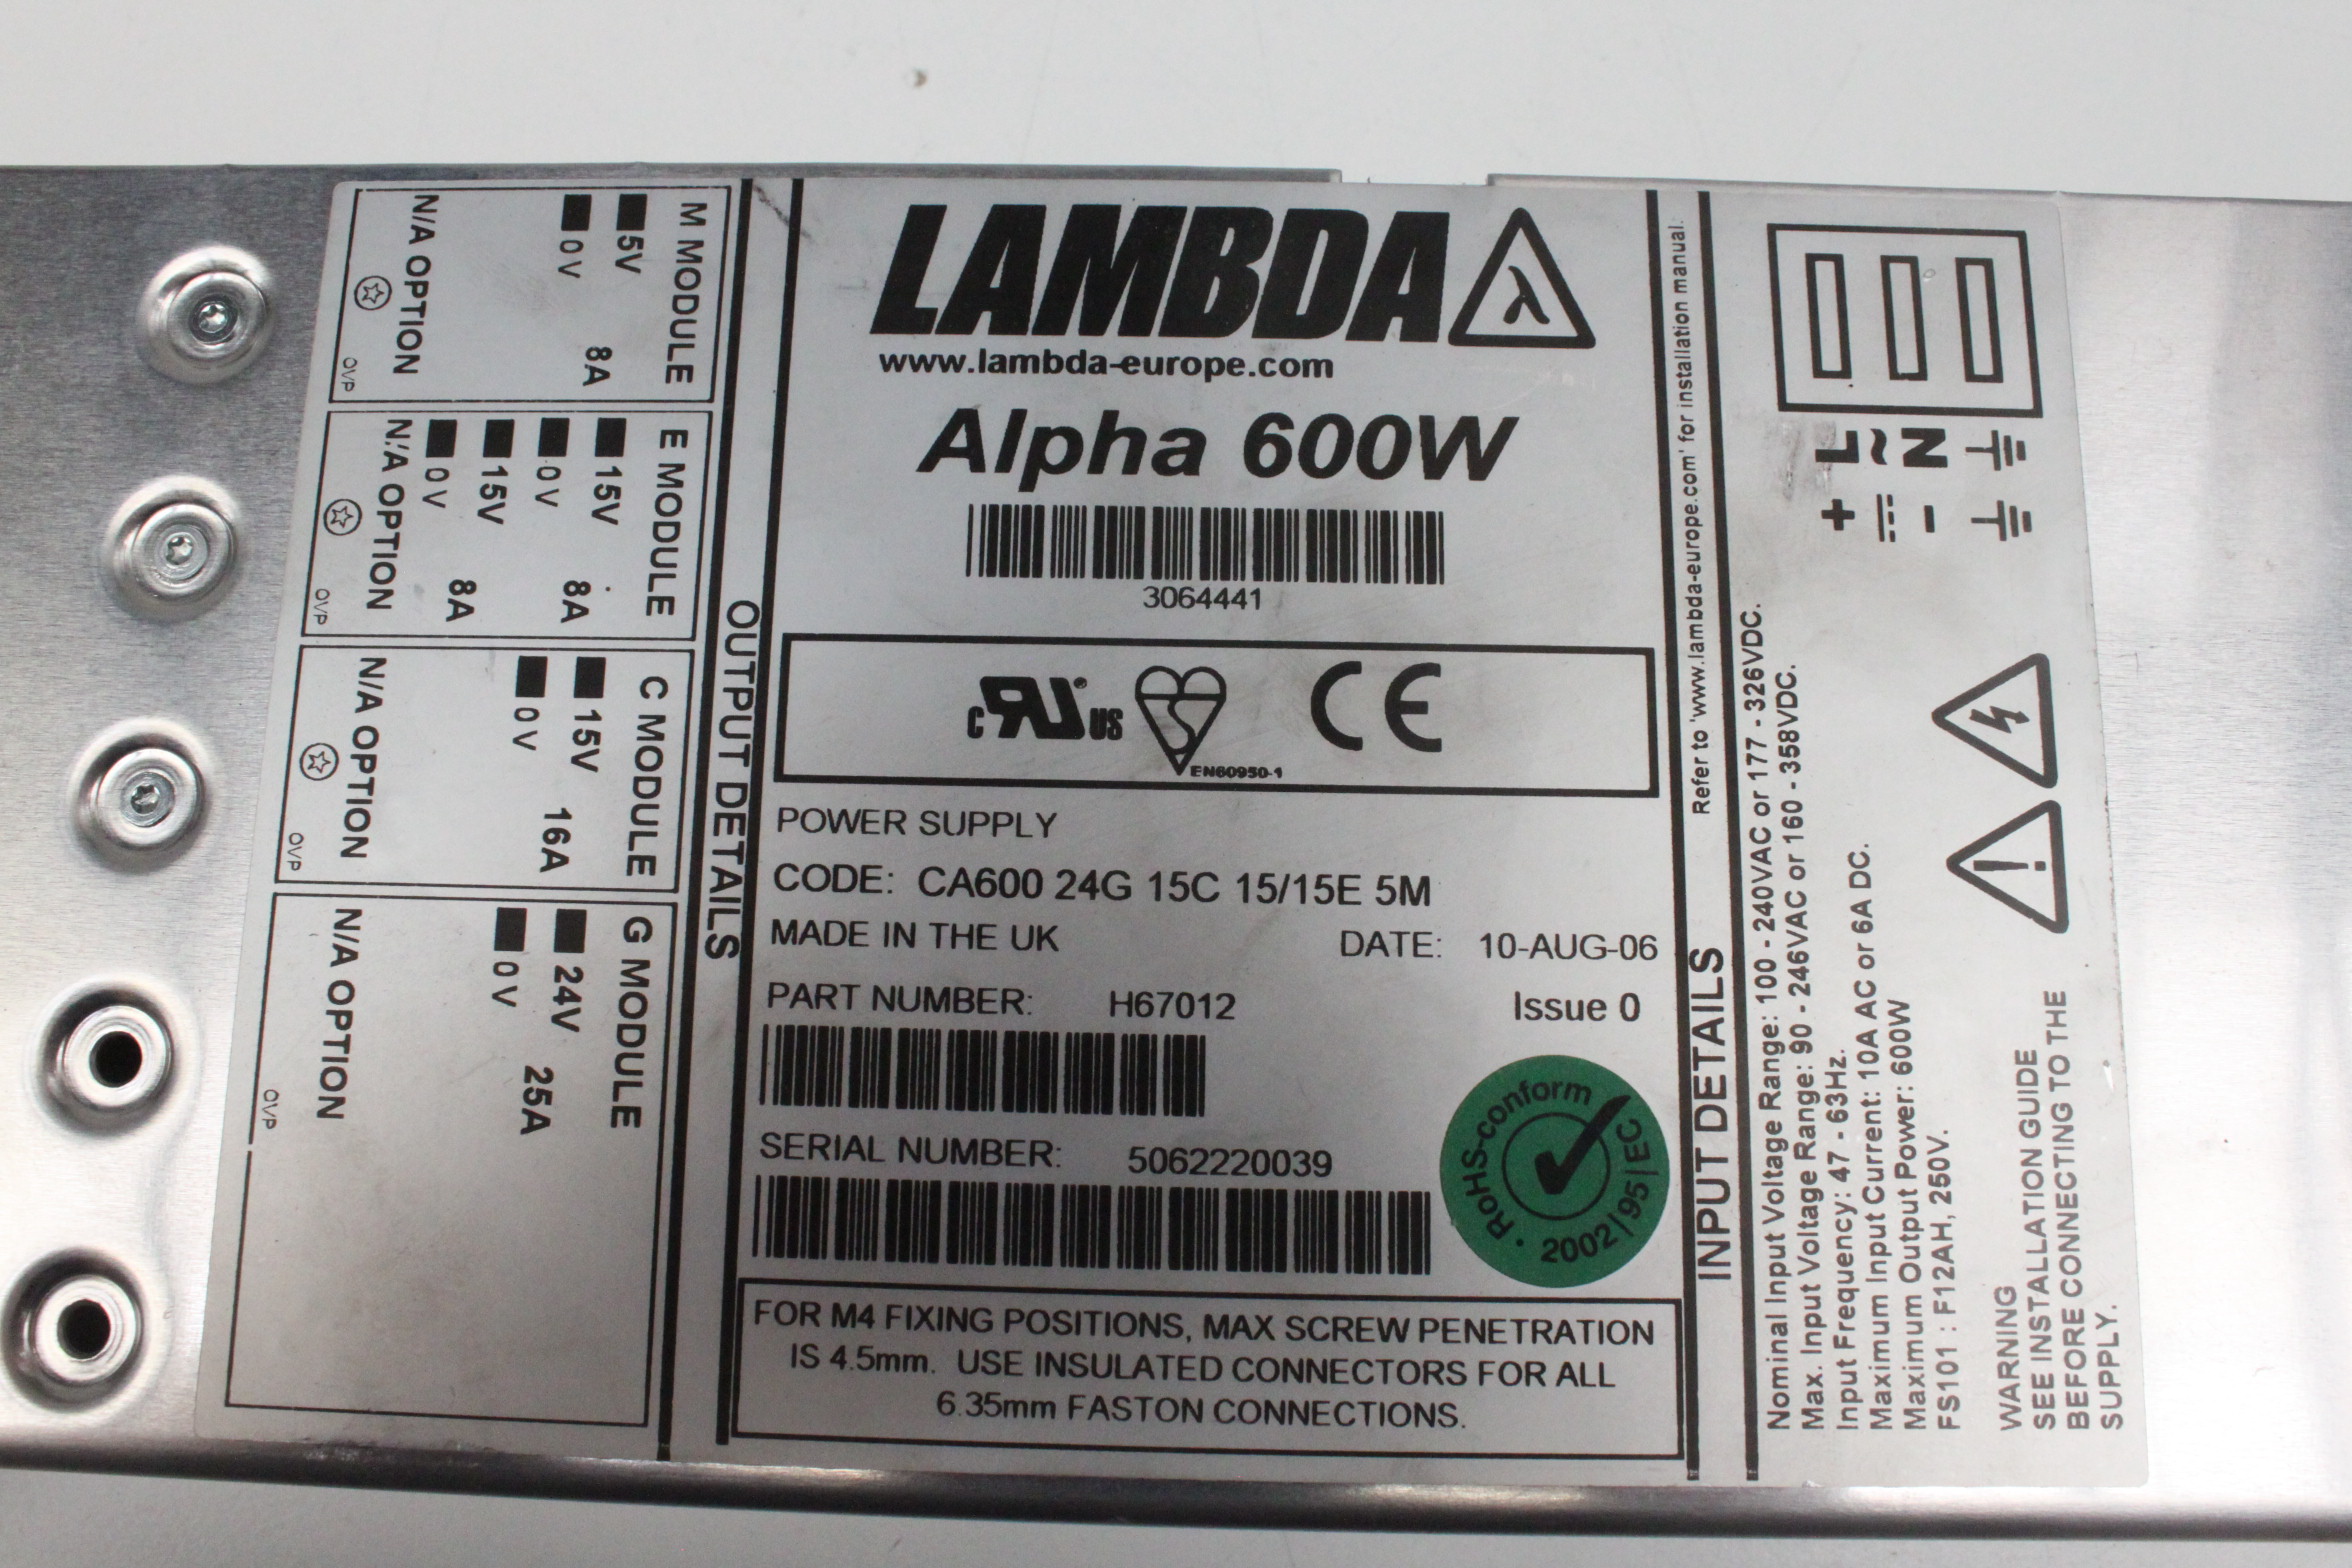 LAMBDA λ
www.lambda-europe.com
Alpha 600W
3064441
C RU® US
EN60950-1
CE
POWER SUPPLY
CODE: CA600 24G 15C 15/15E 5M
MADE IN THE UK DATE: 10-AUG-06
PART NUMBER: H67012 Issue 0
SERIAL NUMBER: 5062220039
RoHS-conform
2002/95/EC
FOR M4 FIXING POSITIONS, MAX SCREW PENETRATION
IS 4.5mm. USE INSULATED CONNECTORS FOR ALL
6.35mm FASTON CONNECTIONS.
OUTPUT DETAILS
M MODULE
5V
8A
0V
N/A OPTION
OVP
E MODULE
15V
8A
0V
15V
8A
0V
N/A OPTION
OVP
C MODULE
15V
16A
0V
N/A OPTION
OVP
G MODULE
24V
25A
0V
N/A OPTION
OVP
INPUT DETAILS
Refer to 'www.lambda-europe.com' for installation manual.
Nominal Input Voltage Range: 100 - 240VAC or 177 - 326VDC.
Max. Input Voltage Range: 90 - 246VAC or 160 - 358VDC.
Input Frequency: 47 - 63Hz.
Maximum Input Current: 10A AC or 6A DC.
Maximum Output Power: 600W
FS101 : F12AH, 250V.
L +
~
N -
WARNING
SEE INSTALLATION GUIDE
BEFORE CONNECTING TO THE
SUPPLY.